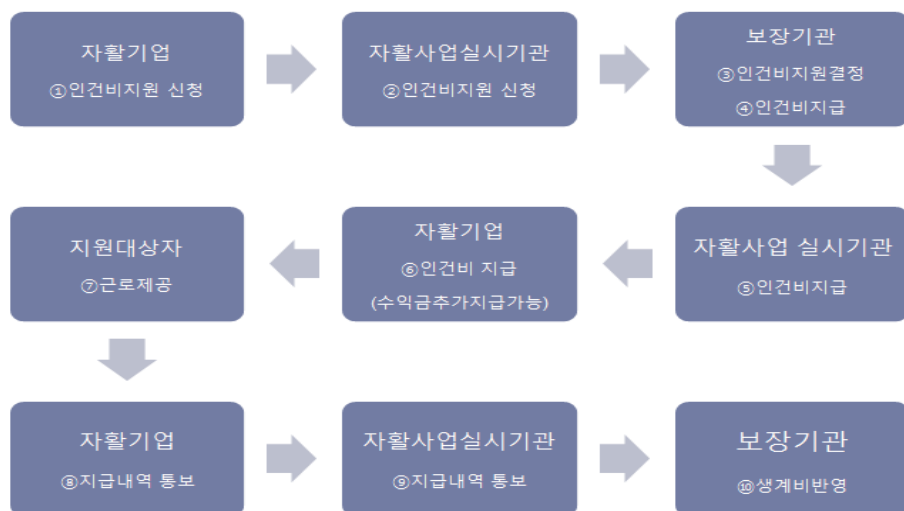 자활기업
①인건비지원 신청
자활사업실시기관
②인건비지원 신청
보장기관
③인건비지원결정
④인건비지급
자활사업 실시기관
⑤인건비지급
자활기업
⑥인건비 지급
(수익금추가지급가능)
지원대상자
⑦근로제공
자활기업
⑧지급내역 통보
자활사업실시기관
⑨지급내역 통보
보장기관
⑩생계비반영